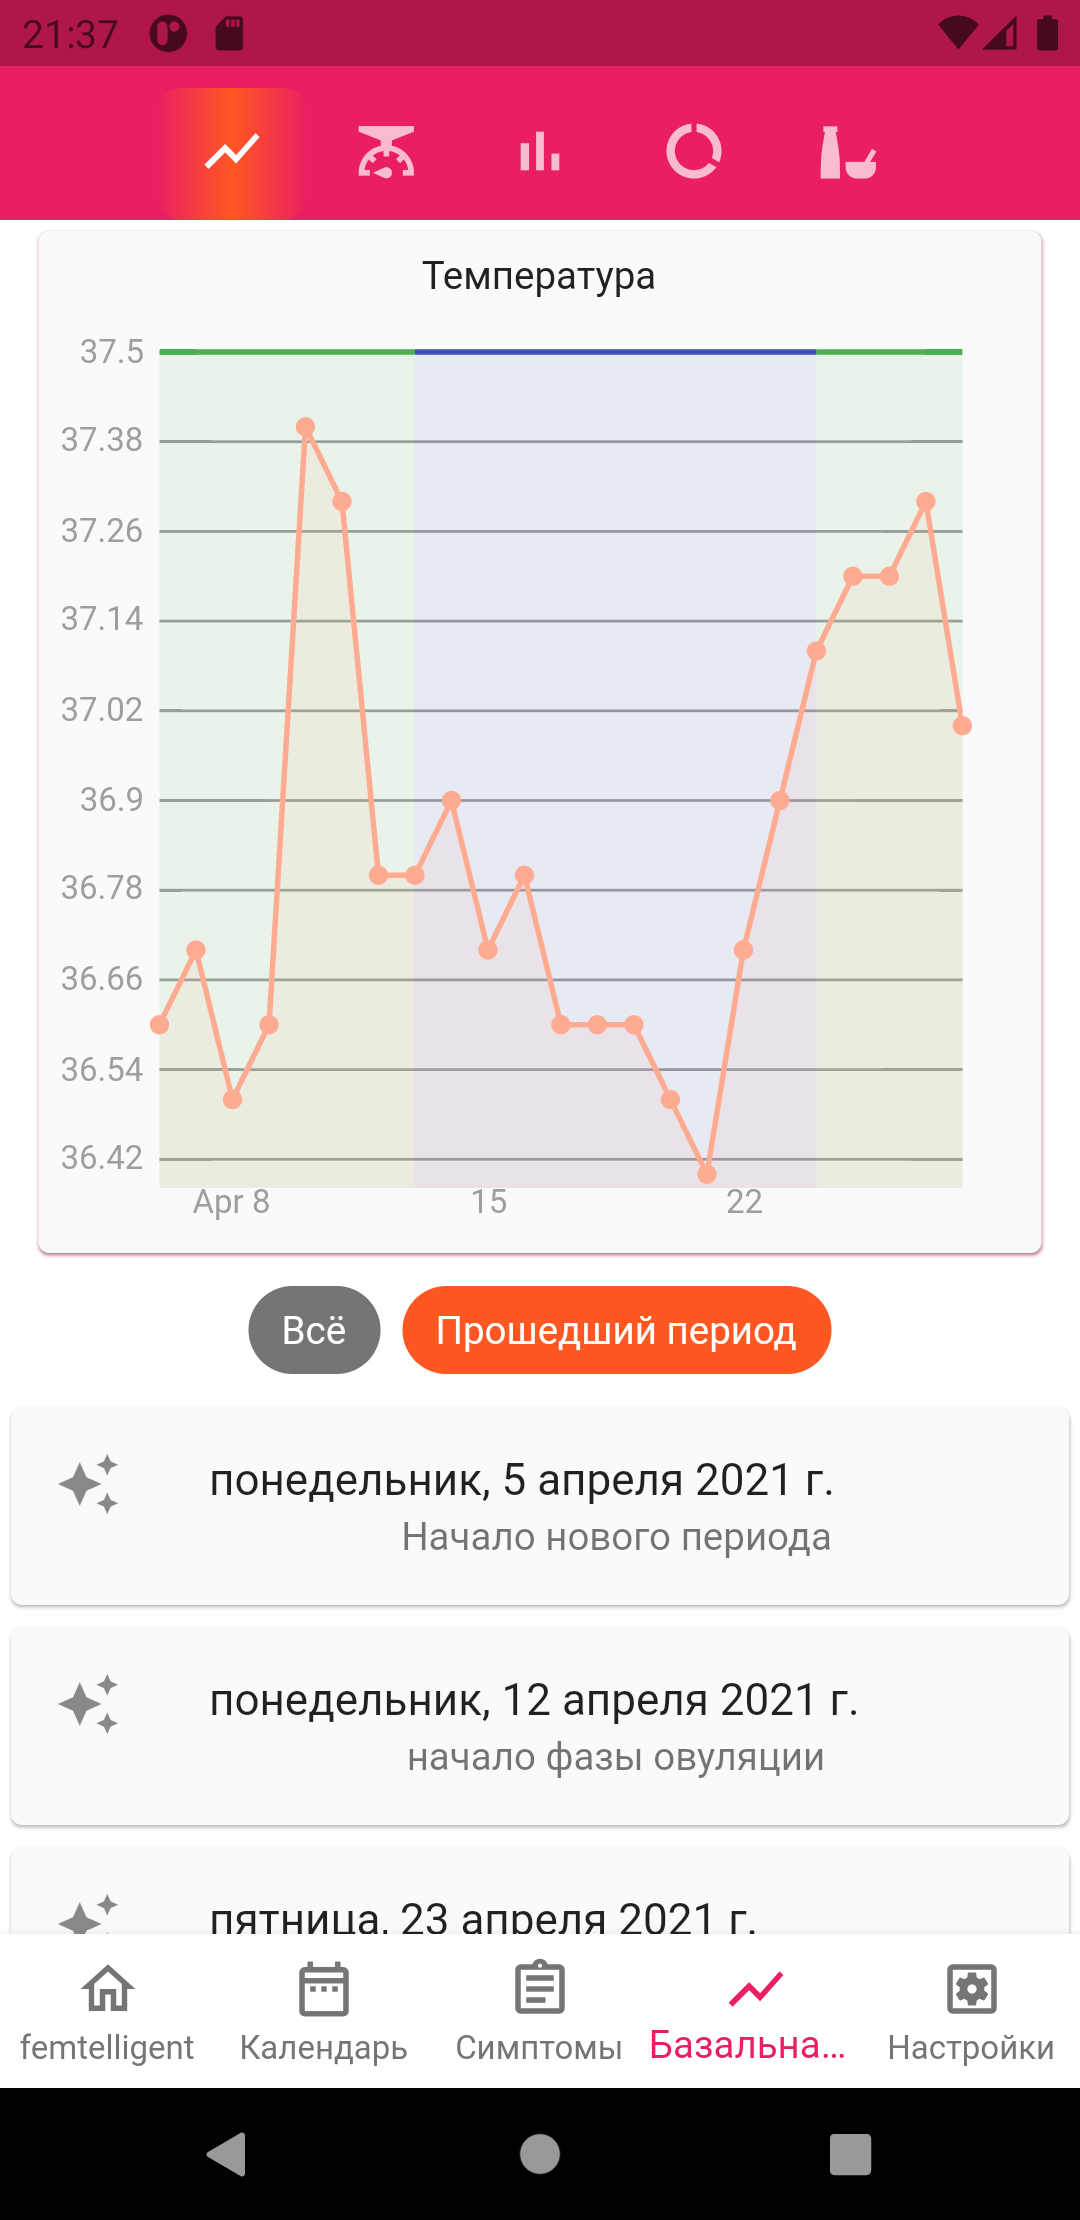 21:37
Температура
37.5
37.38
37.26
37.14
37.02
36.9
36.78
36.66
36.54
36.42
Apr 8 15 22
Всё Прошедший период
понедельник, 5 апреля 2021 г.
Начало нового периода
понедельник, 12 апреля 2021 г.
начало фазы овуляции
пятница, 23 апреля 2021 г.
femtelligent Календарь Симптомы Базальна... Настройки